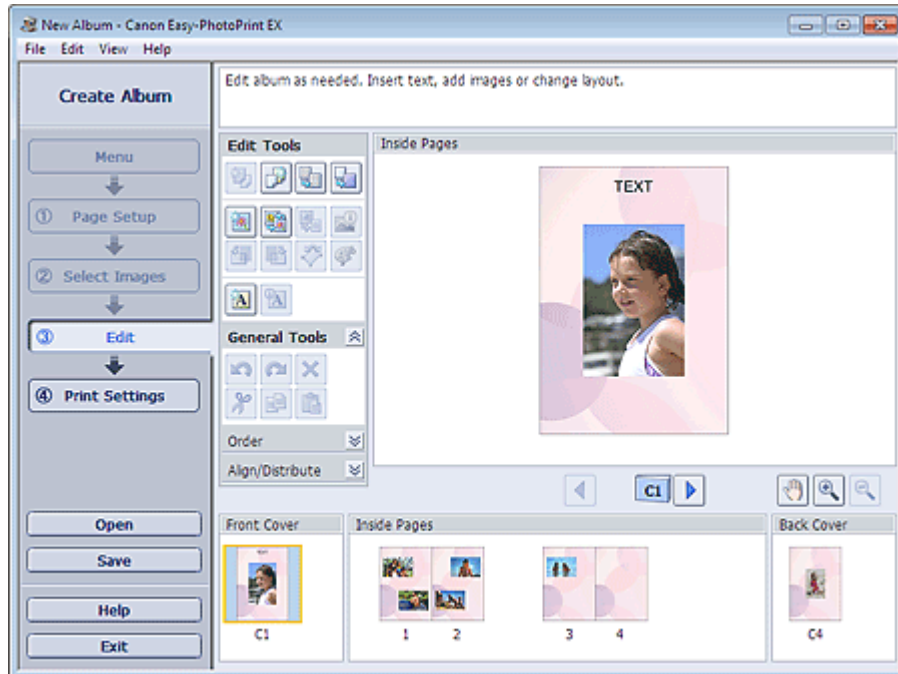 New Album - Canon Easy-PhotoPrint EX
File Edit View Help
Create Album
Menu
① Page Setup
② Select Images
③ Edit
④ Print Settings
Open
Save
Help
Exit
Edit album as needed. Insert text, add images or change layout.
Edit Tools
A A
General Tools
Order
Align/Distribute
Inside Pages
TEXT
C1
Front Cover
C1
Inside Pages
1 2 3 4
Back Cover
C4